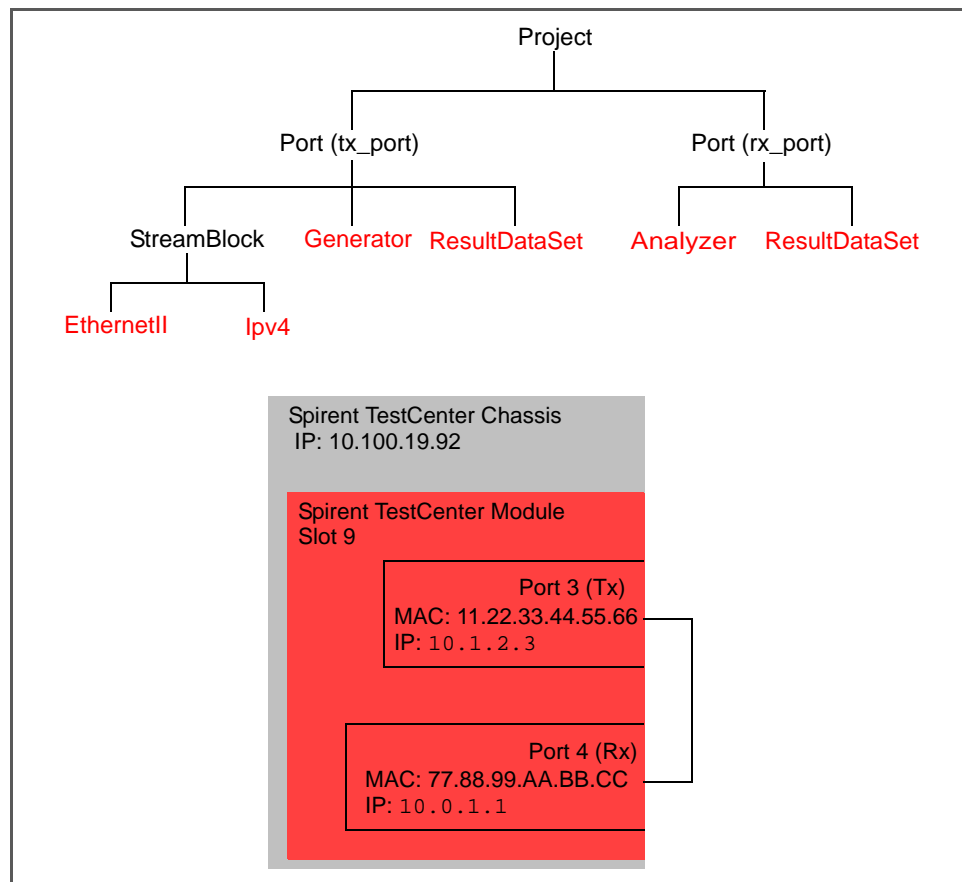 Project
Port (tx_port)
Port (rx_port)
StreamBlock
Generator
ResultDataSet
Analyzer
ResultDataSet
EthernetII
Ipv4
Spirent TestCenter Chassis
IP: 10.100.19.92
Spirent TestCenter Module
Slot 9
Port 3 (Tx)
MAC: 11.22.33.44.55.66
IP: 10.1.2.3
Port 4 (Rx)
MAC: 77.88.99.AA.BB.CC
IP: 10.0.1.1